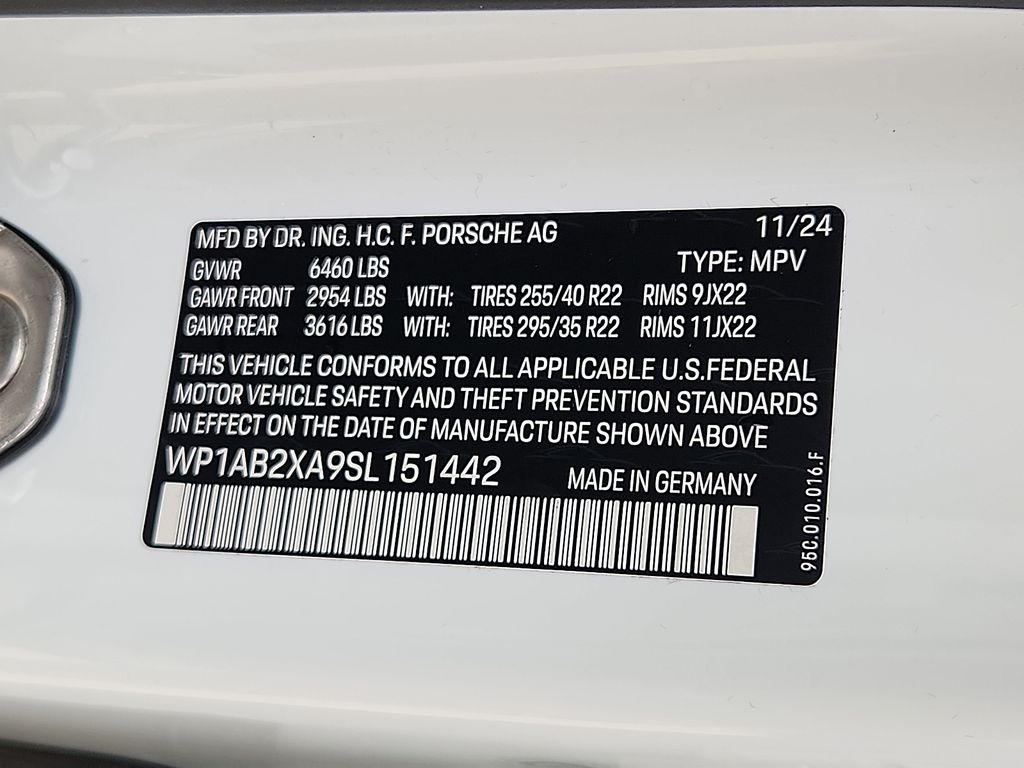 MFD BY DR. ING. H.C. F. PORSCHE AG 11/24
GVWR 6460 LBS TYPE: MPV
GAWR FRONT 2954 LBS WITH: TIRES 255/40 R22 RIMS 9JX22
GAWR REAR 3616 LBS WITH: TIRES 295/35 R22 RIMS 11JX22
THIS VEHICLE CONFORMS TO ALL APPLICABLE U.S.FEDERAL
MOTOR VEHICLE SAFETY AND THEFT PREVENTION STANDARDS
IN EFFECT ON THE DATE OF MANUFACTURE SHOWN ABOVE
WP1AB2XA9SL151442 MADE IN GERMANY
95C.010.016.F